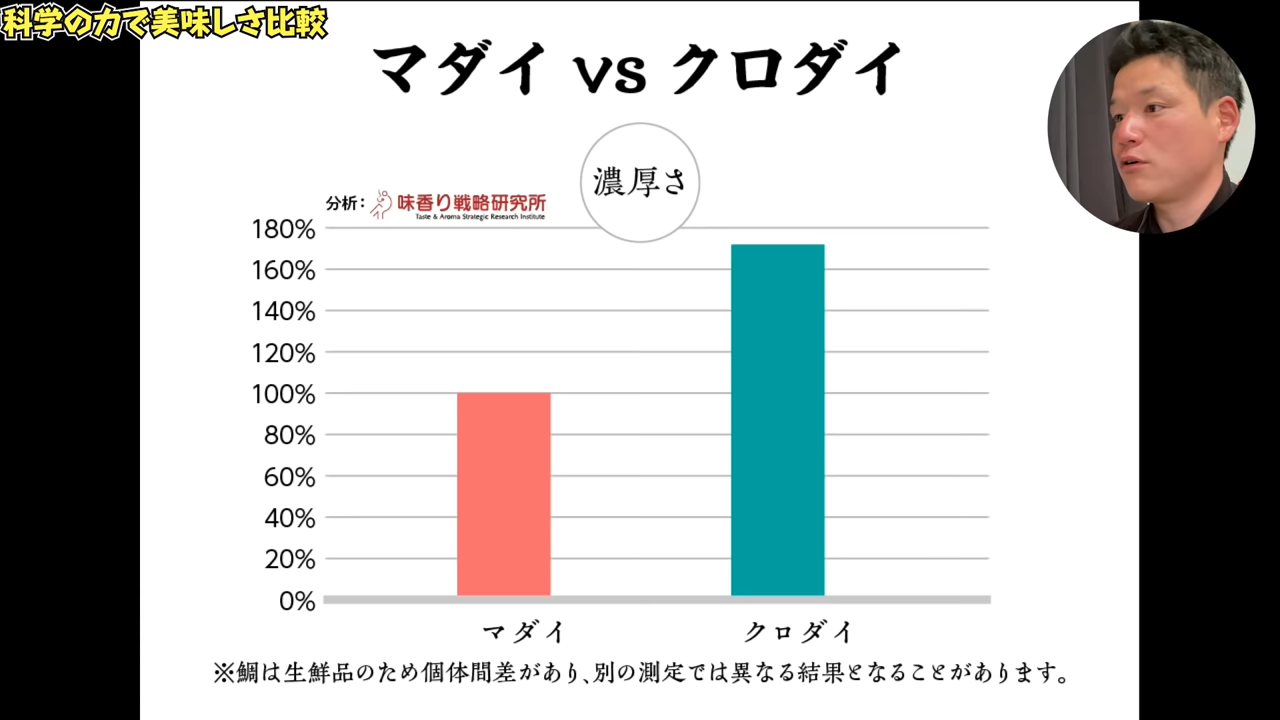 科学の力で美味しさ比較
マダイ vs クロダイ
濃厚さ
分析:味香り戦略研究所
Taste & Aroma Strategic Research Institute
180%
160%
140%
120%
100%
80%
60%
40%
20%
0%
マダイ クロダイ
※鯛は生鮮品のため個体間差があり、別の測定では異なる結果となることがあります。